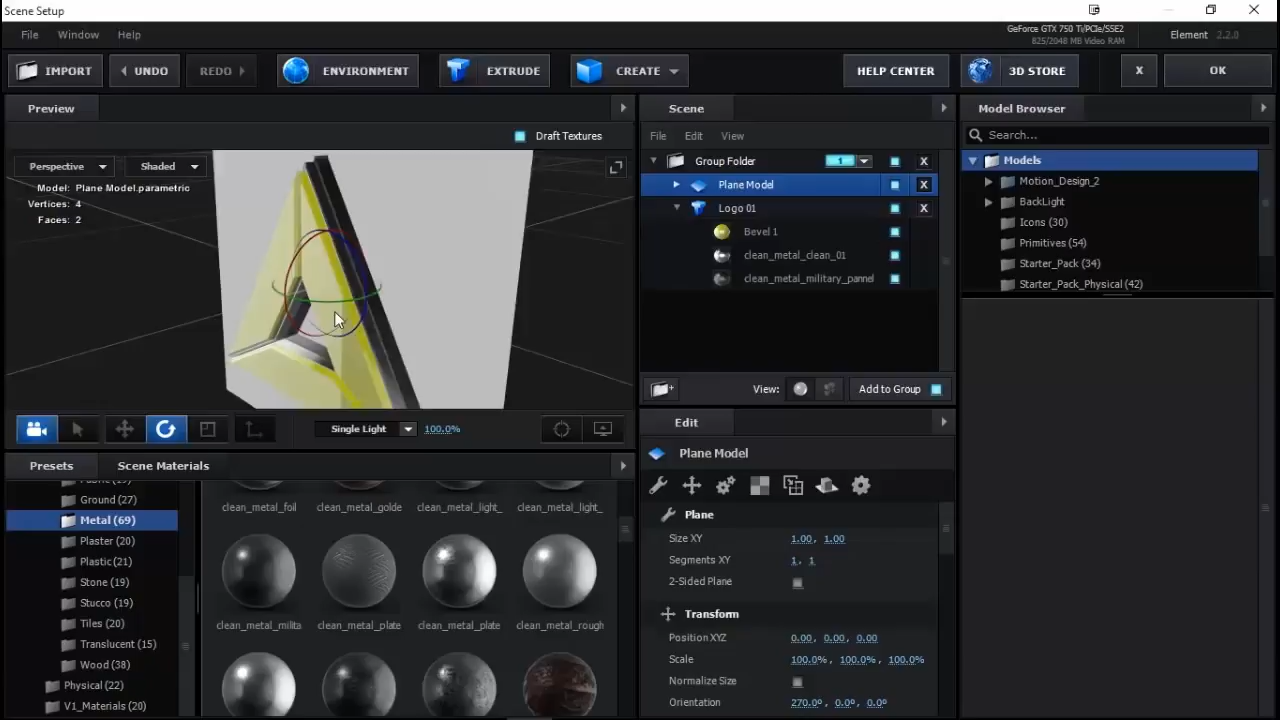 Scene Setup
File Window Help
GeForce GTX 750 Ti/PCIe/SSE2
825/2048 MB Video RAM
Element 2.2.0
IMPORT UNDO REDO ENVIRONMENT EXTRUDE CREATE HELP CENTER 3D STORE X OK
Preview
Draft Textures
Perspective Shaded
Model: Plane Model.parametric
Vertices: 4
Faces: 2
Single Light 100.0%
Scene
File Edit View
Group Folder 1 X
Plane Model X
Logo 01 X
Bevel 1
clean_metal_clean_01
clean_metal_military_pannel
View: Add to Group
Model Browser
Search...
Models
Motion_Design_2
BackLight
Icons (30)
Primitives (54)
Starter_Pack (34)
Starter_Pack_Physical (42)
Presets Scene Materials
Ground (27)
Metal (69)
Plaster (20)
Plastic (21)
Stone (19)
Stucco (19)
Tiles (20)
Translucent (15)
Wood (38)
Physical (22)
V1_Materials (20)
clean_metal_foil clean_metal_golde clean_metal_light_ clean_metal_light_
clean_metal_milita clean_metal_plate clean_metal_plate clean_metal_rough
Edit
Plane Model
Plane
Size XY 1.00, 1.00
Segments XY 1, 1
2-Sided Plane
Transform
Position XYZ 0.00, 0.00, 0.00
Scale 100.0%, 100.0%, 100.0%
Normalize Size
Orientation 270.0º, 0.0º, 0.0º